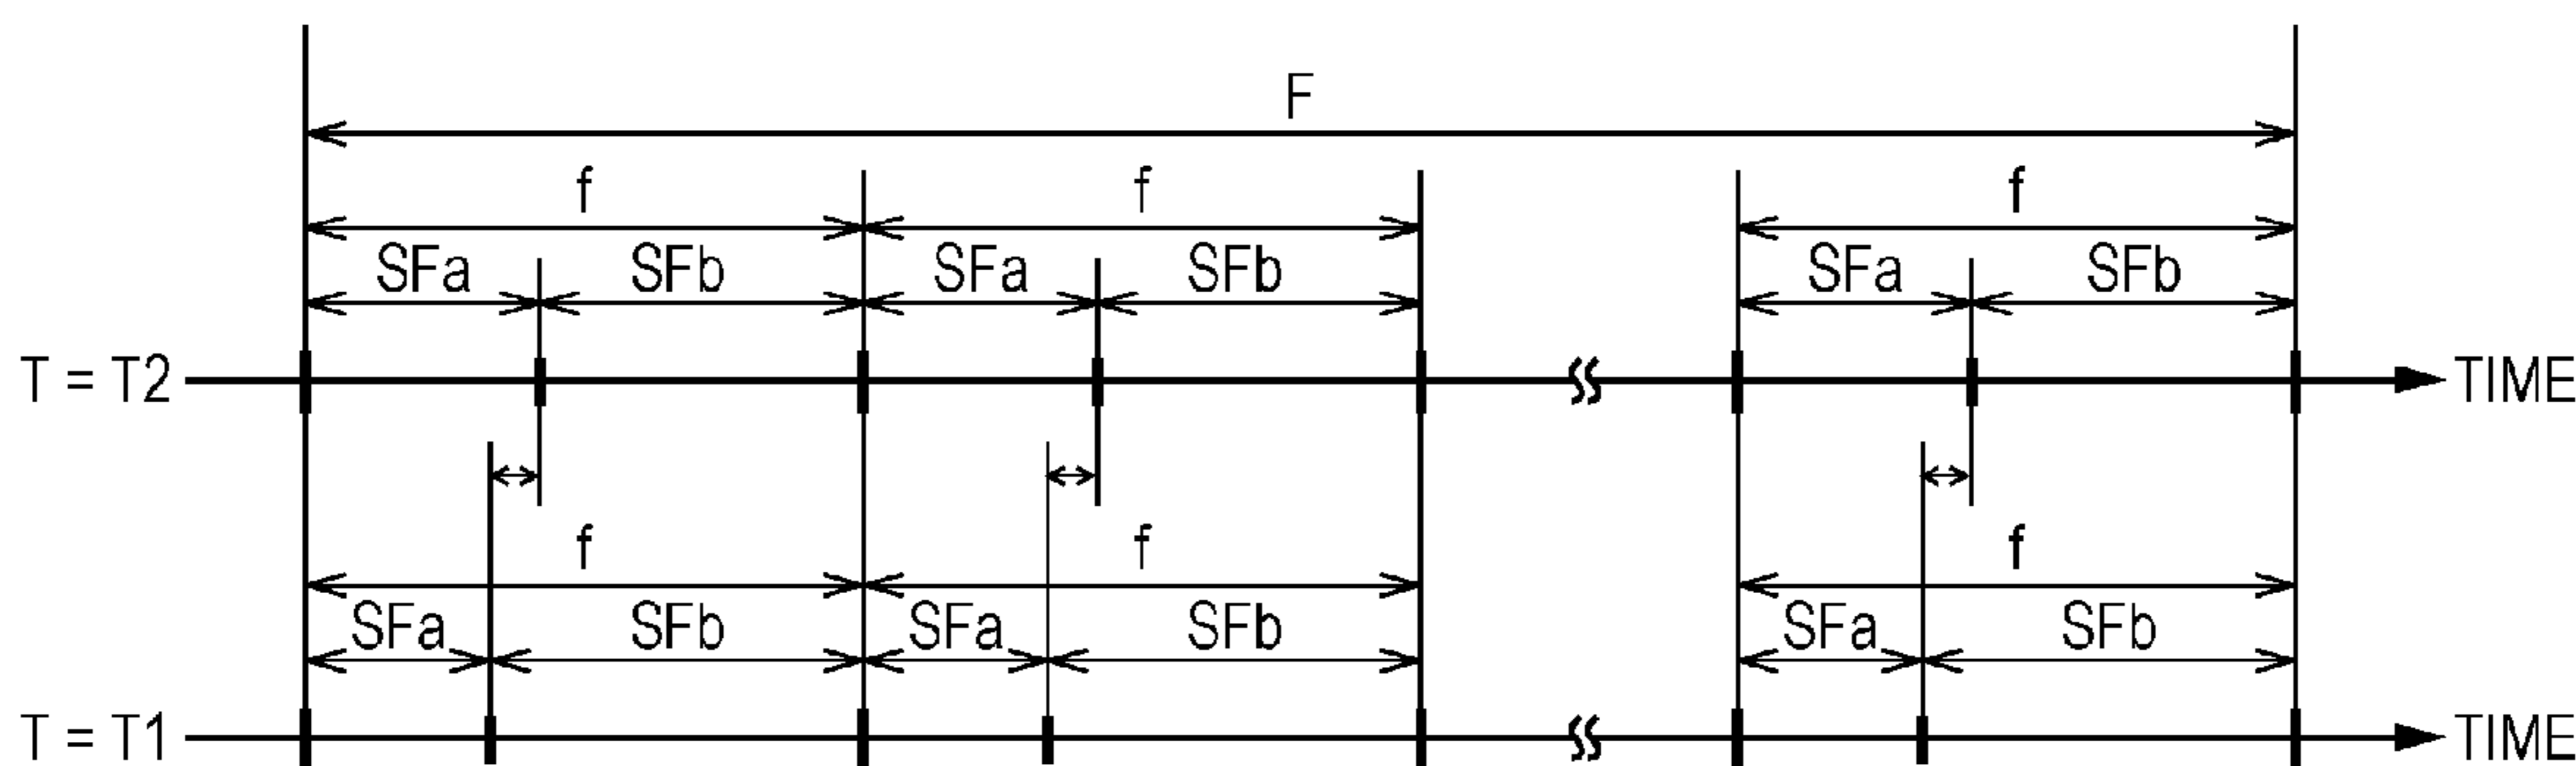 F
f f f
SFa SFb SFa SFb SFa SFb
T = T2 TIME
f f f
SFa SFb SFa SFb SFa SFb
T = T1 TIME